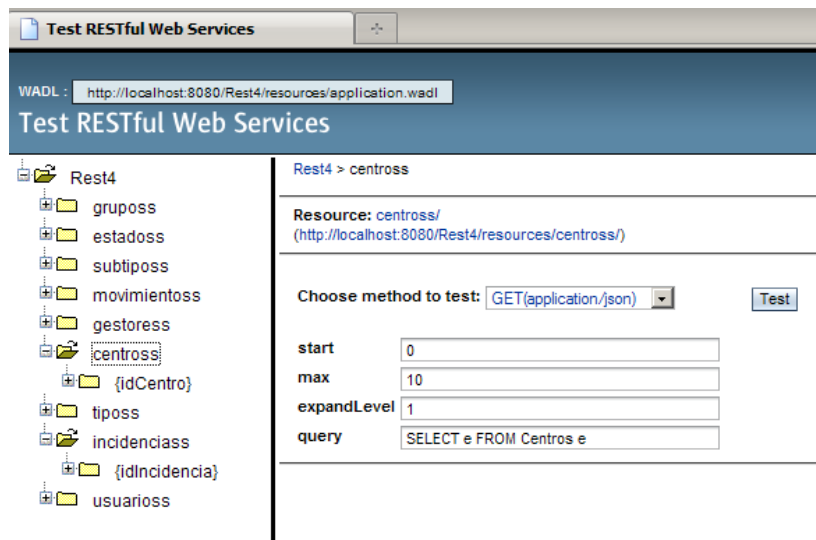 Test RESTful Web Services
WADL : http://localhost:8080/Rest4/resources/application.wadl
Test RESTful Web Services
Rest4
gruposs
estadoss
subtiposs
movimientoss
gestoress
centross
{idCentro}
tiposs
incidenciass
{idIncidencia}
usuarioss
Rest4 > centross
Resource: centross/
(http://localhost:8080/Rest4/resources/centross/)
Choose method to test: GET(application/json) Test
start 0
max 10
expandLevel 1
query SELECT e FROM Centros e